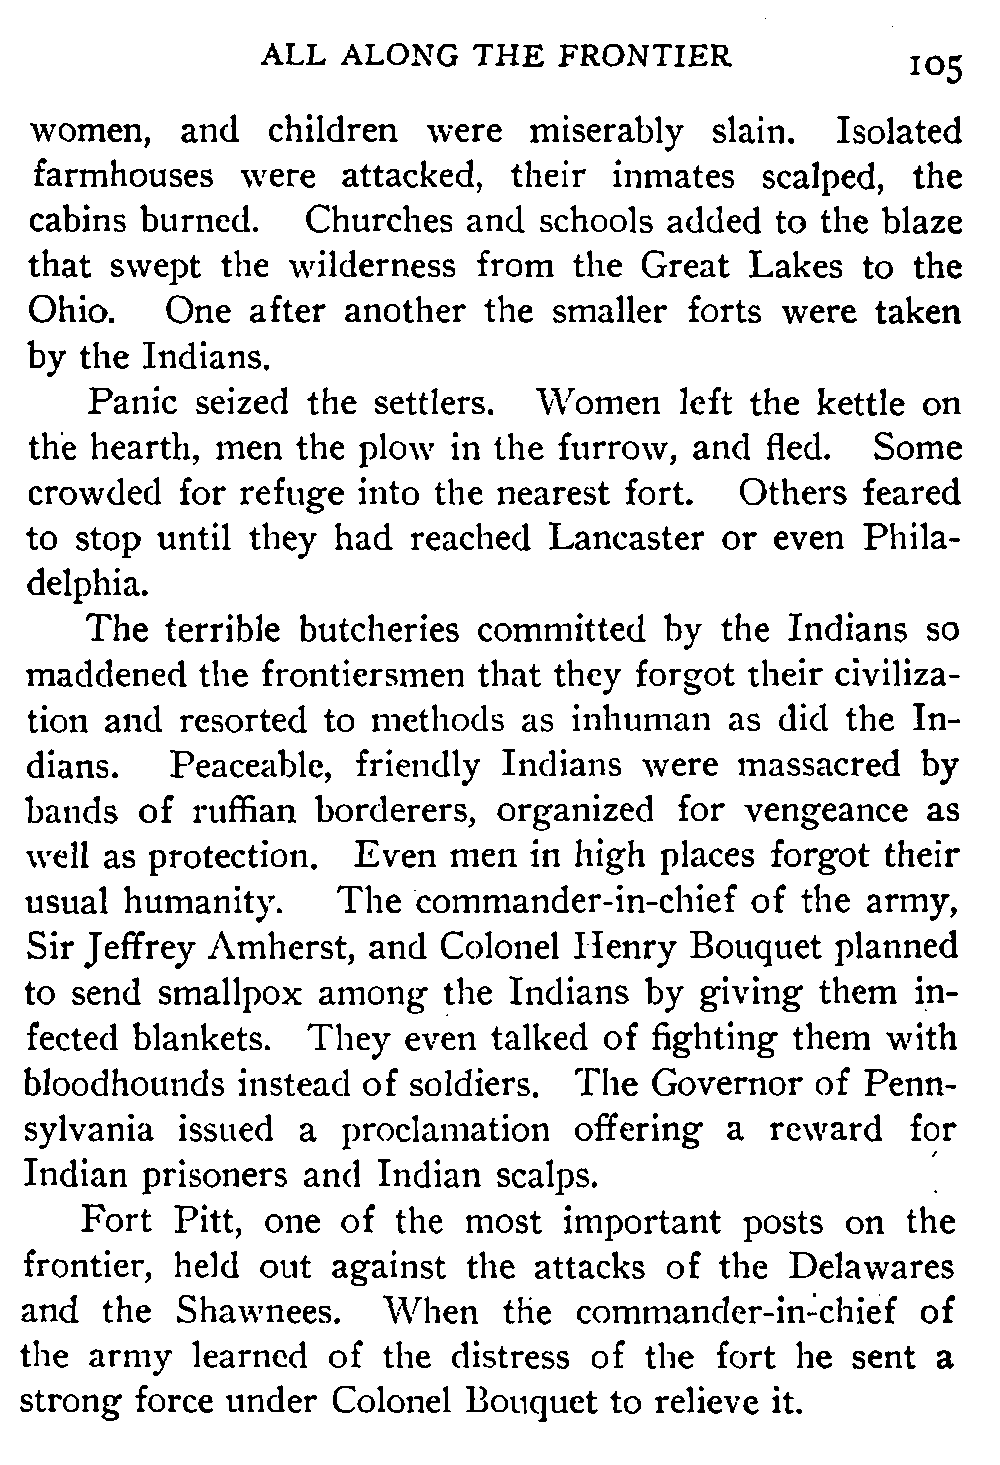 ALL ALONG THE FRONTIER 105
women, and children were miserably slain. Isolated
farmhouses were attacked, their inmates scalped, the
cabins burned. Churches and schools added to the blaze
that swept the wilderness from the Great Lakes to the
Ohio. One after another the smaller forts were taken
by the Indians.
Panic seized the settlers. Women left the kettle on
the hearth, men the plow in the furrow, and fled. Some
crowded for refuge into the nearest fort. Others feared
to stop until they had reached Lancaster or even Phila-
delphia.
The terrible butcheries committed by the Indians so
maddened the frontiersmen that they forgot their civiliza-
tion and resorted to methods as inhuman as did the In-
dians. Peaceable, friendly Indians were massacred by
bands of ruffian borderers, organized for vengeance as
well as protection. Even men in high places forgot their
usual humanity. The commander-in-chief of the army,
Sir Jeffrey Amherst, and Colonel Henry Bouquet planned
to send smallpox among the Indians by giving them in-
fected blankets. They even talked of fighting them with
bloodhounds instead of soldiers. The Governor of Penn-
sylvania issued a proclamation offering a reward for
Indian prisoners and Indian scalps.
Fort Pitt, one of the most important posts on the
frontier, held out against the attacks of the Delawares
and the Shawnees. When the commander-in-chief of
the army learned of the distress of the fort he sent a
strong force under Colonel Bouquet to relieve it.